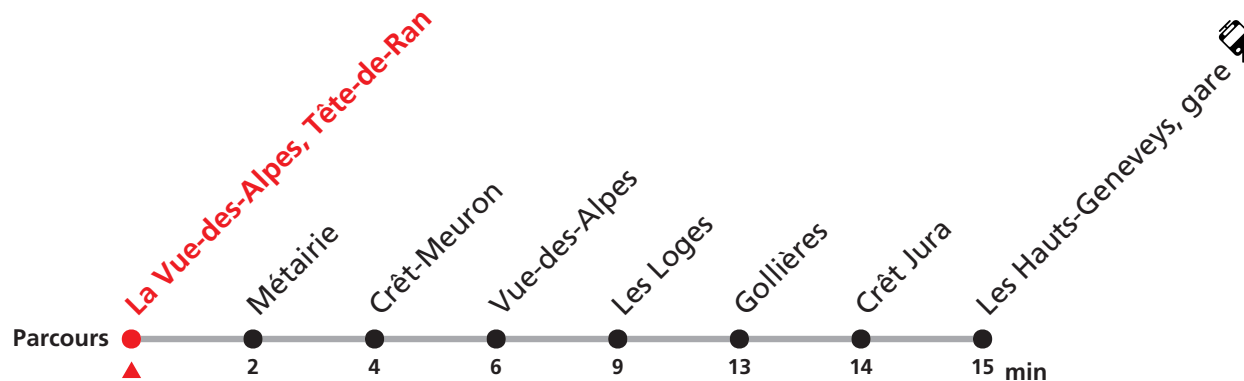 La Vue-des-Alpes, Tête-de-Ran
Métairie
Crêt-Meuron
Vue-des-Alpes
Les Loges
Gollières
Crêt Jura
Les Hauts-Geneveys, gare
Parcours
2 4 6 9 13 14 15 min